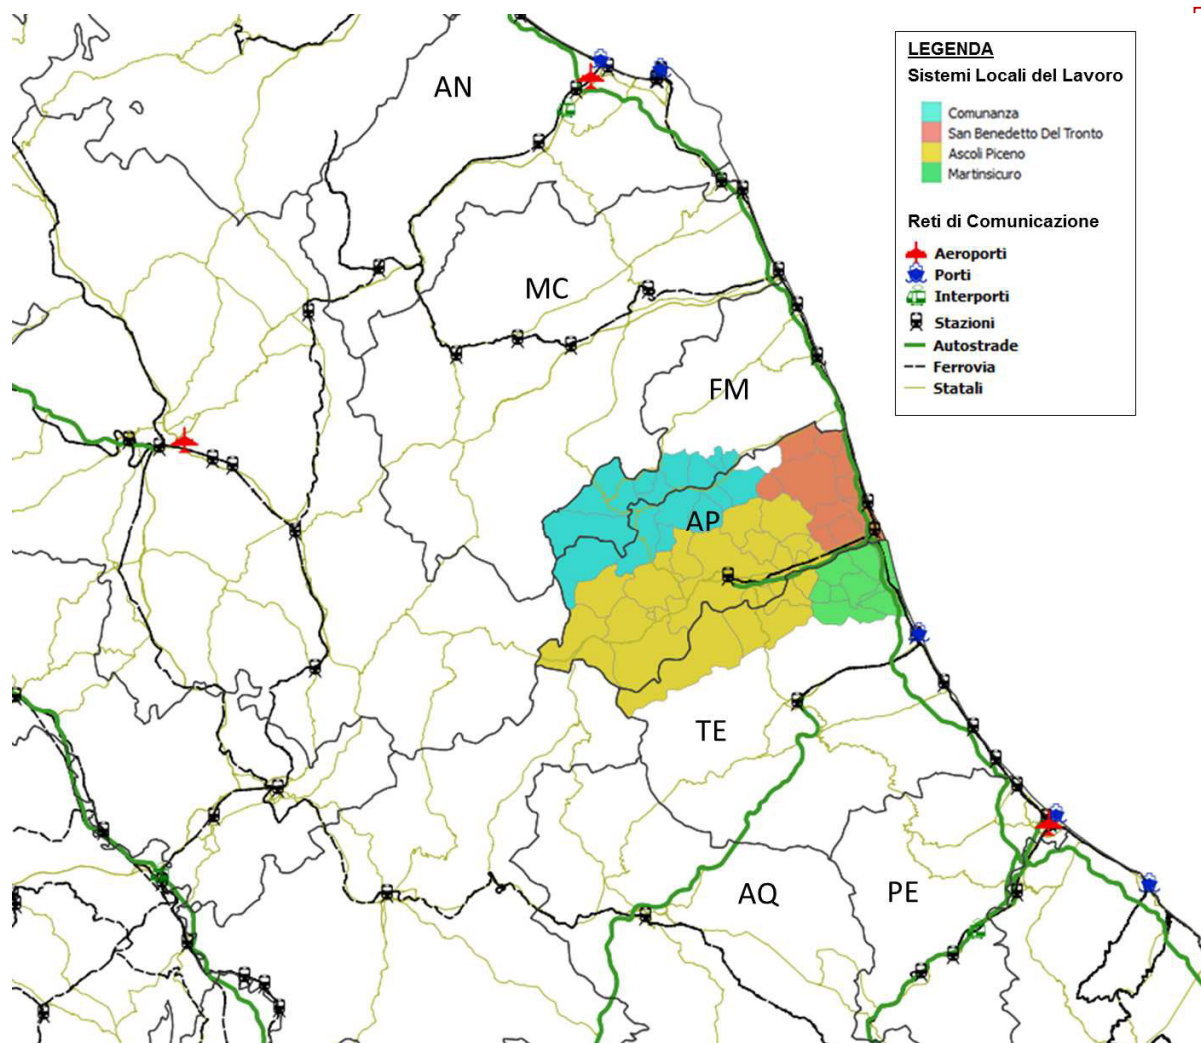 AN
LEGENDA
Sistemi Locali del Lavoro
Comunanza
San Benedetto Del Tronto
Ascoli Piceno
Martinsicuro
Reti di Comunicazione
Aeroporti
Porti
Interporti
Stazioni
Autostrade
Ferrovia
Statali
MC
FM
AP
TE
AQ
PE